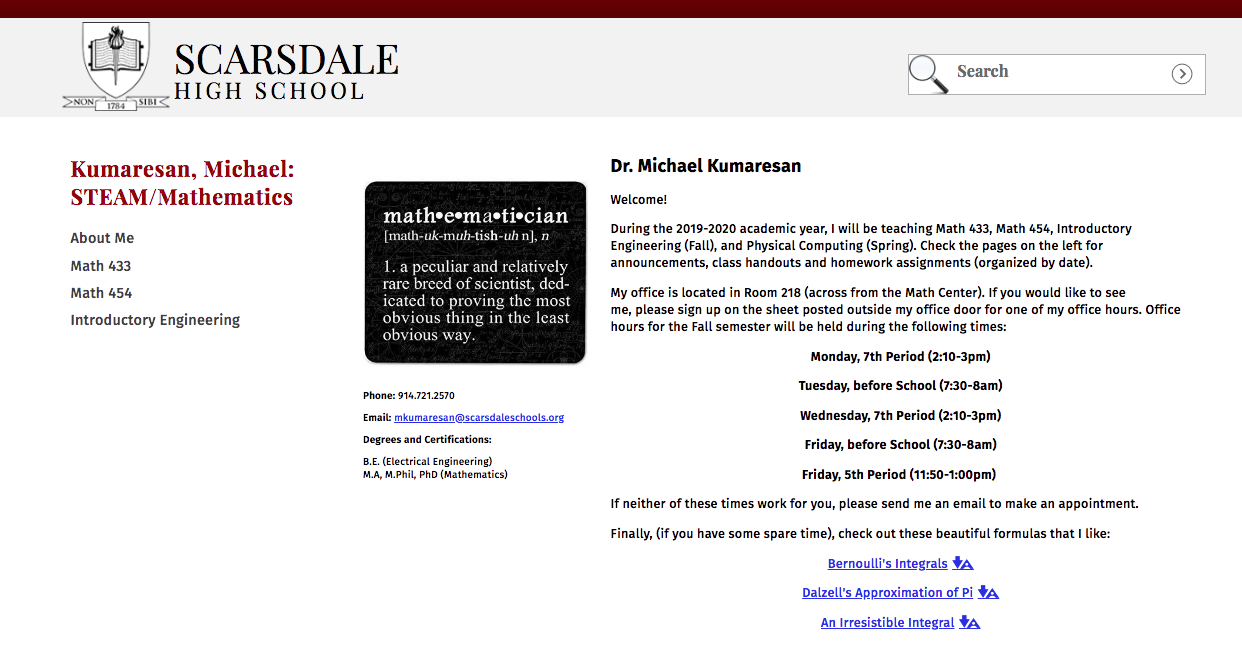 SCARSDALE
HIGH SCHOOL
NON
1784
SIBI
Search
Kumaresan, Michael:
STEAM/Mathematics
About Me
Math 433
Math 454
Introductory Engineering
math•e•ma•ti•cian
[math-uk-muh-tish-uh n], n
1. a peculiar and relatively
rare breed of scientist, ded-
icated to proving the most
obvious thing in the least
obvious way.
Phone: 914.721.2570
Email: mkumaresan@scarsdaleschools.org
Degrees and Certifications:
B.E. (Electrical Engineering)
M.A, M.Phil, PhD (Mathematics)
Dr. Michael Kumaresan
Welcome!
During the 2019-2020 academic year, I will be teaching Math 433, Math 454, Introductory
Engineering (Fall), and Physical Computing (Spring). Check the pages on the left for
announcements, class handouts and homework assignments (organized by date).
My office is located in Room 218 (across from the Math Center). If you would like to see
me, please sign up on the sheet posted outside my office door for one of my office hours. Office
hours for the Fall semester will be held during the following times:
Monday, 7th Period (2:10-3pm)
Tuesday, before School (7:30-8am)
Wednesday, 7th Period (2:10-3pm)
Friday, before School (7:30-8am)
Friday, 5th Period (11:50-1:00pm)
If neither of these times work for you, please send me an email to make an appointment.
Finally, (if you have some spare time), check out these beautiful formulas that I like:
Bernoulli's Integrals
Dalzell's Approximation of Pi
An Irresistible Integral